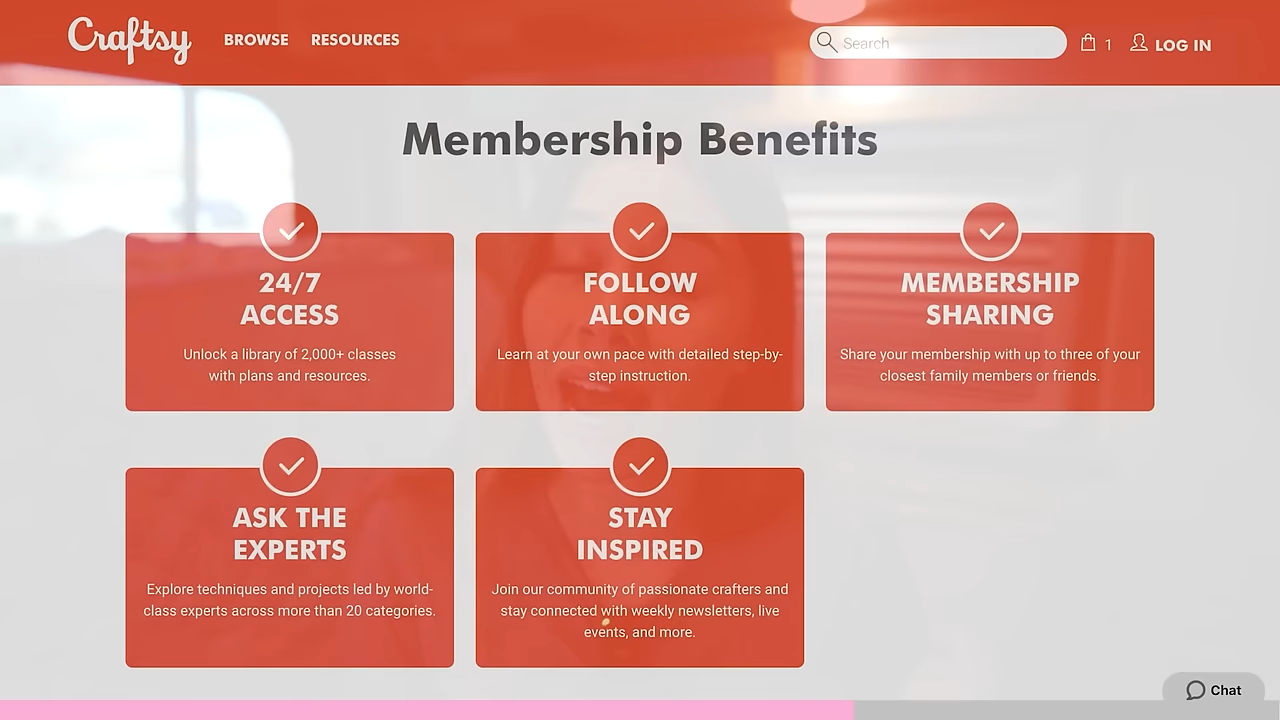 Craftsy
BROWSE RESOURCES
Search
1
LOG IN
Membership Benefits
24/7
ACCESS
Unlock a library of 2,000+ classes
with plans and resources.
FOLLOW
ALONG
Learn at your own pace with detailed step-by-
step instruction.
MEMBERSHIP
SHARING
Share your membership with up to three of your
closest family members or friends.
ASK THE
EXPERTS
Explore techniques and projects led by world-
class experts across more than 20 categories.
STAY
INSPIRED
Join our community of passionate crafters and
stay connected with weekly newsletters, live
events, and more.
Chat